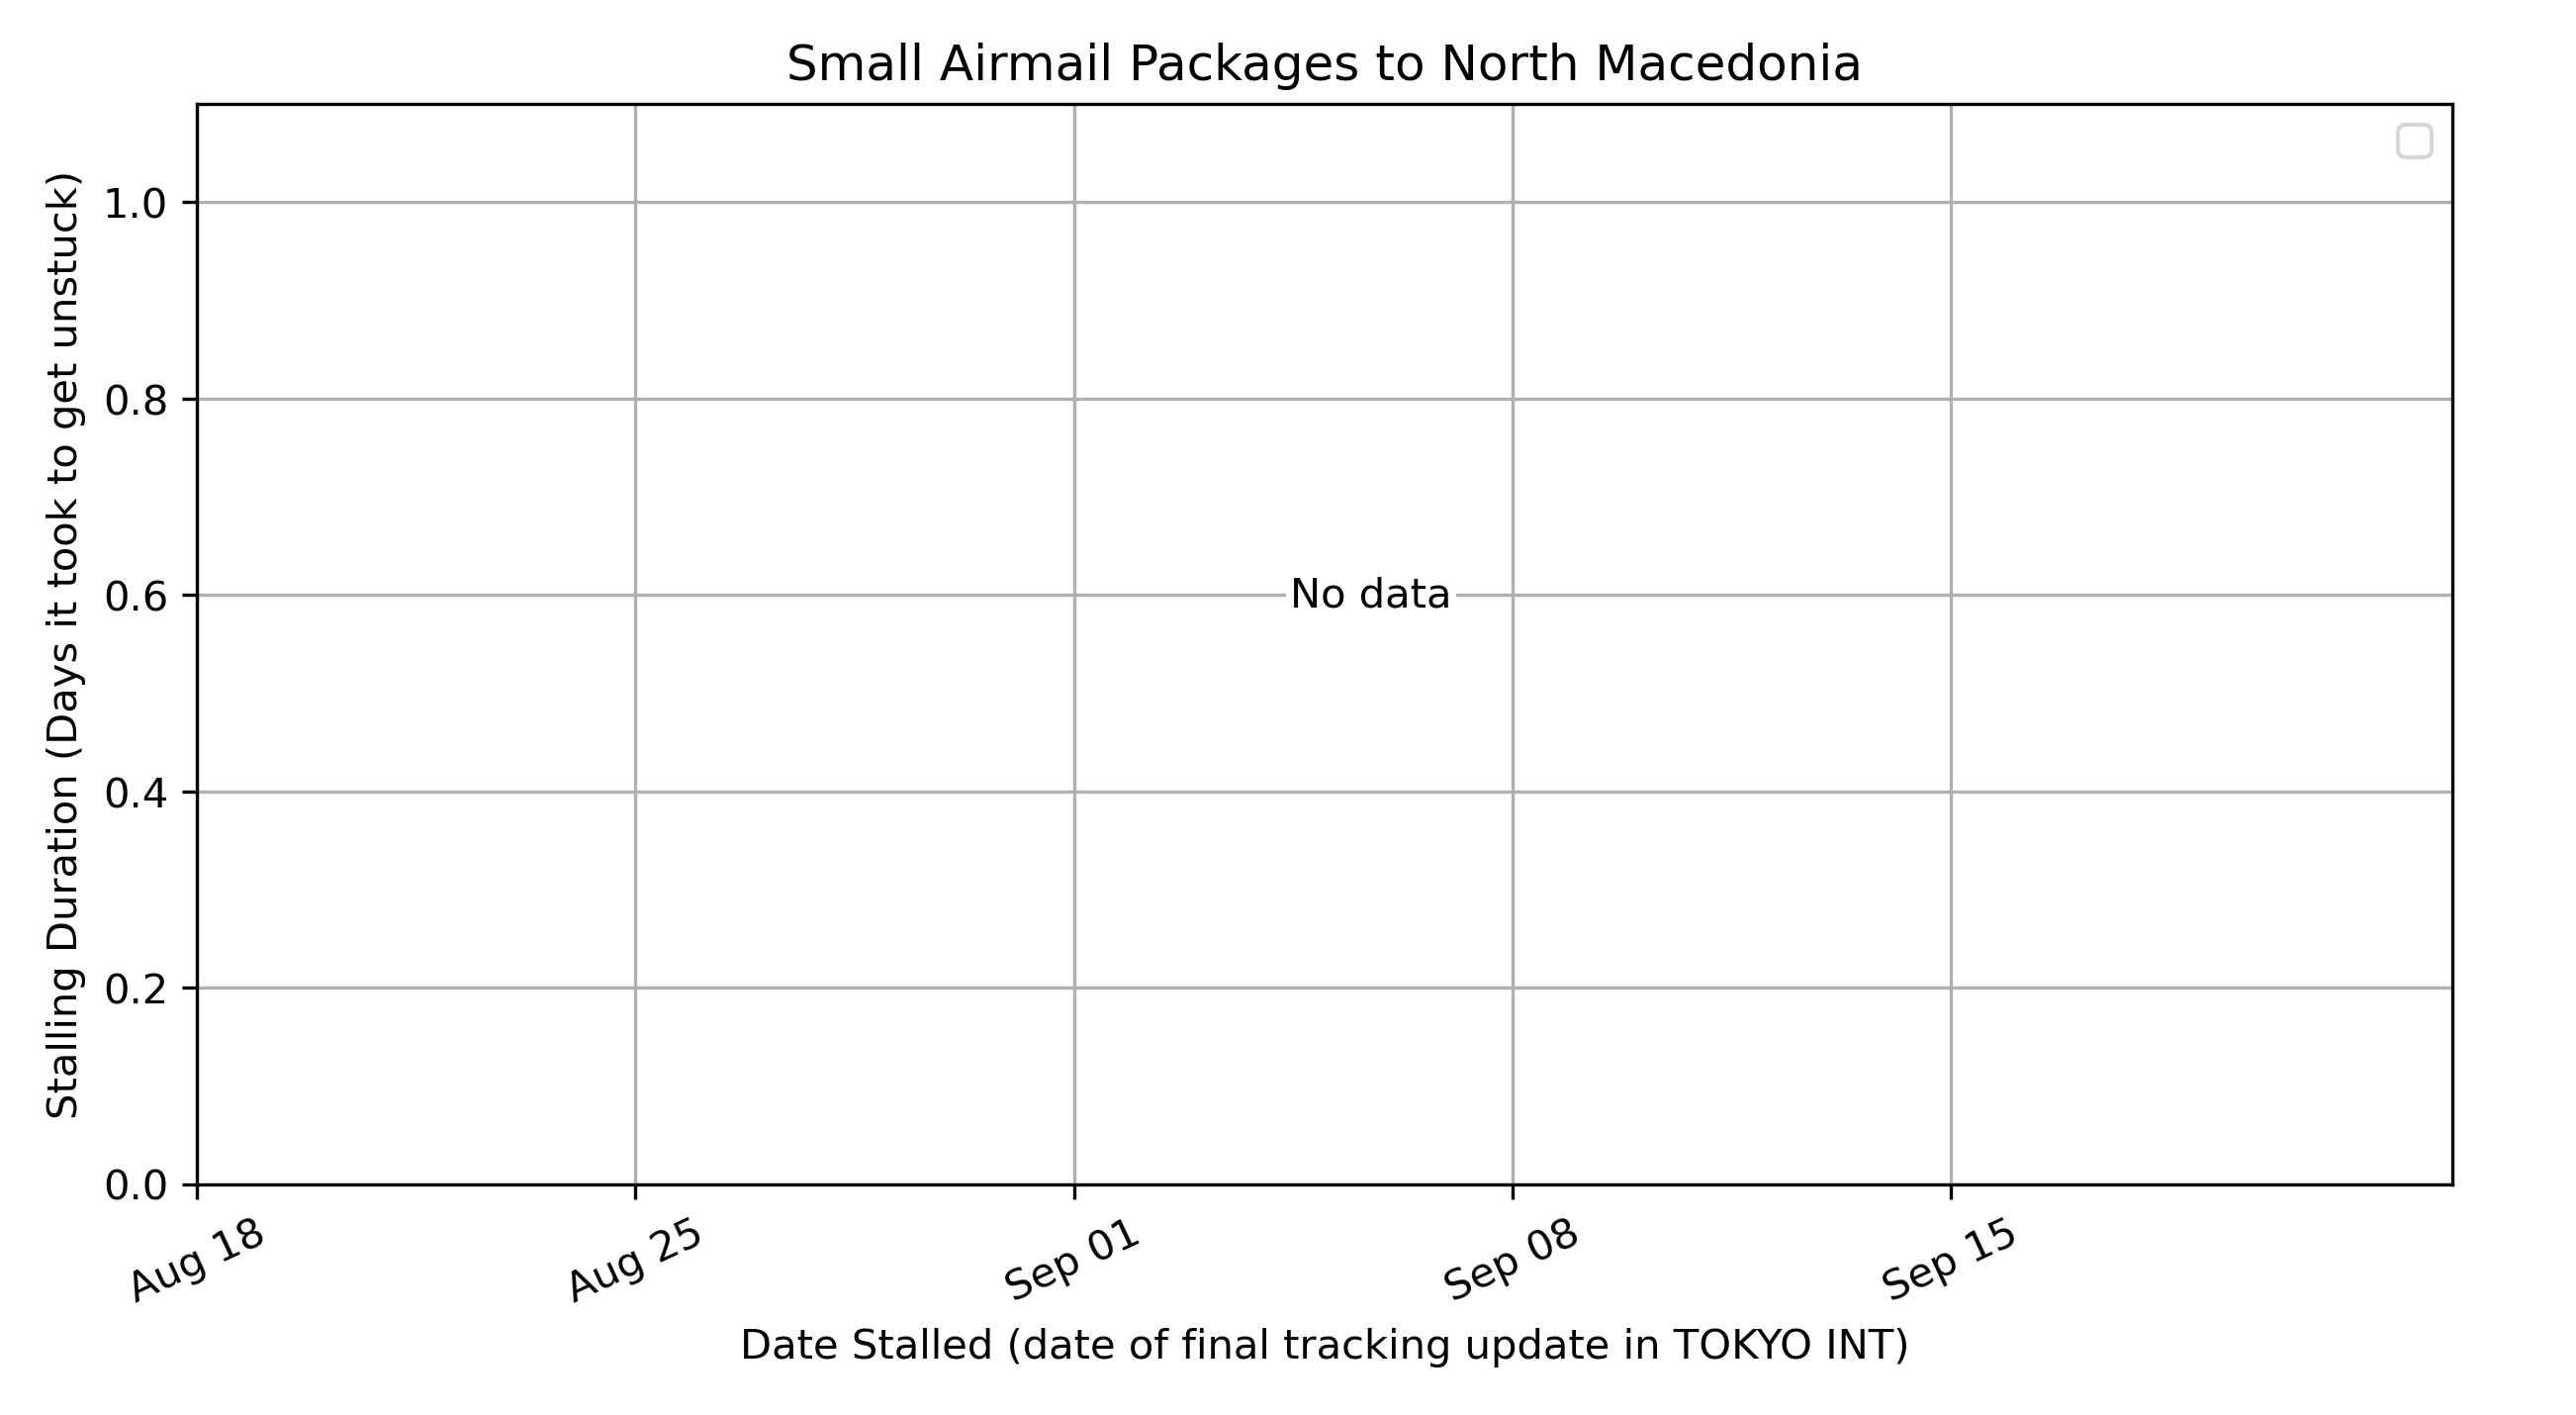 Small Airmail Packages to North Macedonia
Stalling Duration (Days it took to get unstuck)
1.0
0.8
0.6
0.4
0.2
0.0
No data
Aug 18
Aug 25
Sep 01
Sep 08
Sep 15
Date Stalled (date of final tracking update in TOKYO INT)